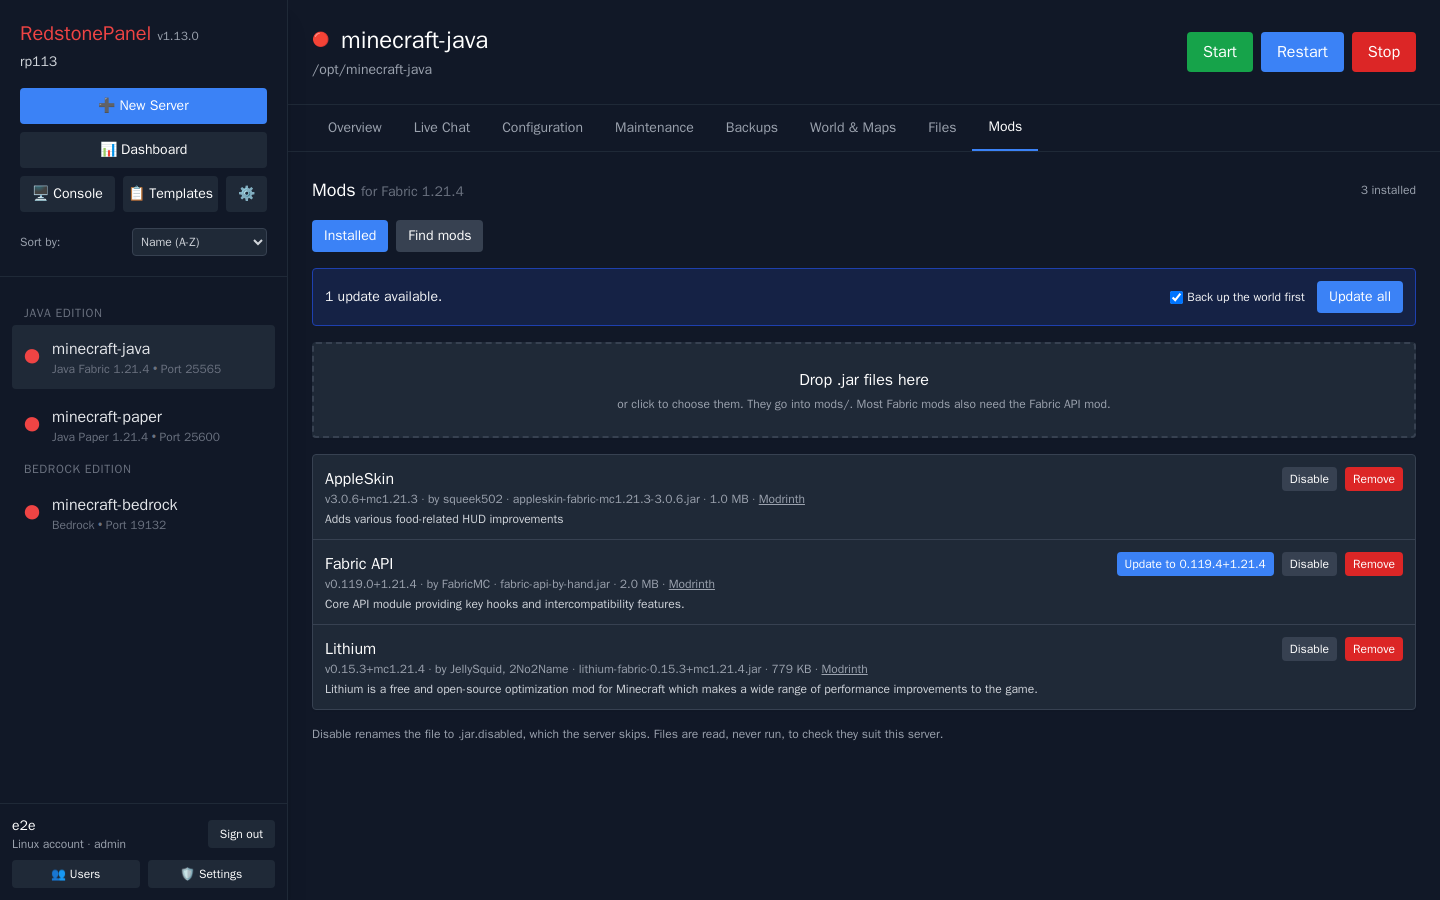 RedstonePanel v1.13.0
rp113
➕ New Server
📊 Dashboard
🖥️ Console
📋 Templates
⚙️
Sort by:
Name (A-Z)
JAVA EDITION
minecraft-java
Java Fabric 1.21.4 • Port 25565
minecraft-paper
Java Paper 1.21.4 • Port 25600
BEDROCK EDITION
minecraft-bedrock
Bedrock • Port 19132
e2e
Linux account · admin
Sign out
👥 Users
🛡️ Settings
minecraft-java
/opt/minecraft-java
Start
Restart
Stop
Overview
Live Chat
Configuration
Maintenance
Backups
World & Maps
Files
Mods
Mods for Fabric 1.21.4
3 installed
Installed
Find mods
1 update available.
Back up the world first
Update all
Drop .jar files here
or click to choose them. They go into mods/. Most Fabric mods also need the Fabric API mod.
AppleSkin
v3.0.6+mc1.21.3 · by squeek502 · appleskin-fabric-mc1.21.3-3.0.6.jar · 1.0 MB · Modrinth
Adds various food-related HUD improvements
Disable
Remove
Fabric API
v0.119.0+1.21.4 · by FabricMC · fabric-api-by-hand.jar · 2.0 MB · Modrinth
Core API module providing key hooks and intercompatibility features.
Update to 0.119.4+1.21.4
Disable
Remove
Lithium
v0.15.3+mc1.21.4 · by JellySquid, 2No2Name · lithium-fabric-0.15.3+mc1.21.4.jar · 779 KB · Modrinth
Lithium is a free and open-source optimization mod for Minecraft which makes a wide range of performance improvements to the game.
Disable
Remove
Disable renames the file to .jar.disabled, which the server skips. Files are read, never run, to check they suit this server.